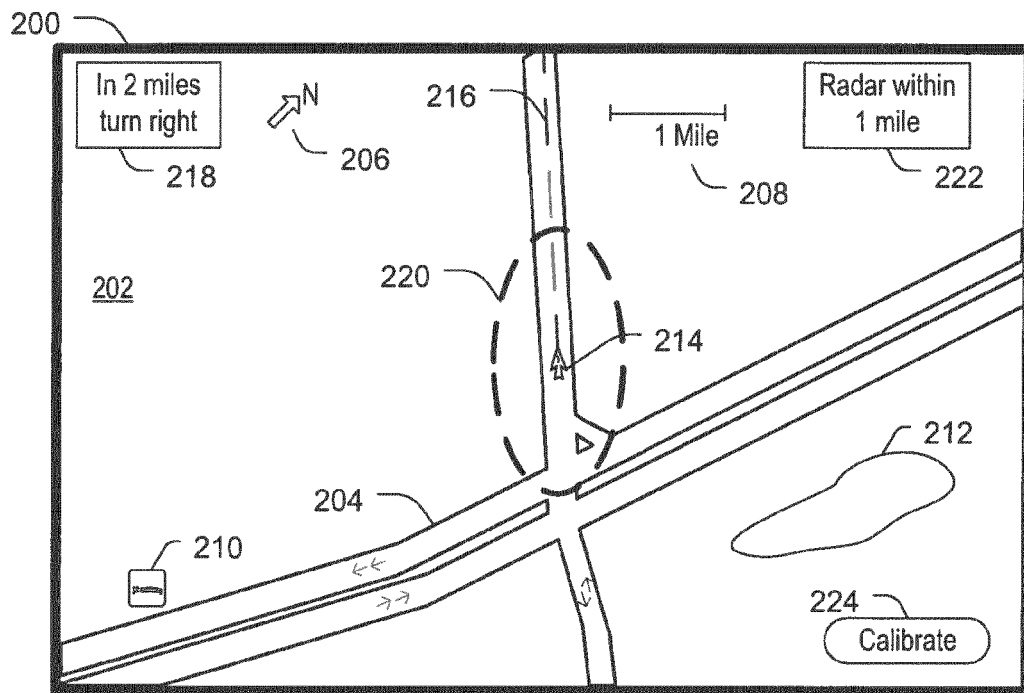 200
In 2 miles
turn right
218
N
206
216
1 Mile
208
Radar within
1 mile
222
202
220
214
212
204
210
224
Calibrate